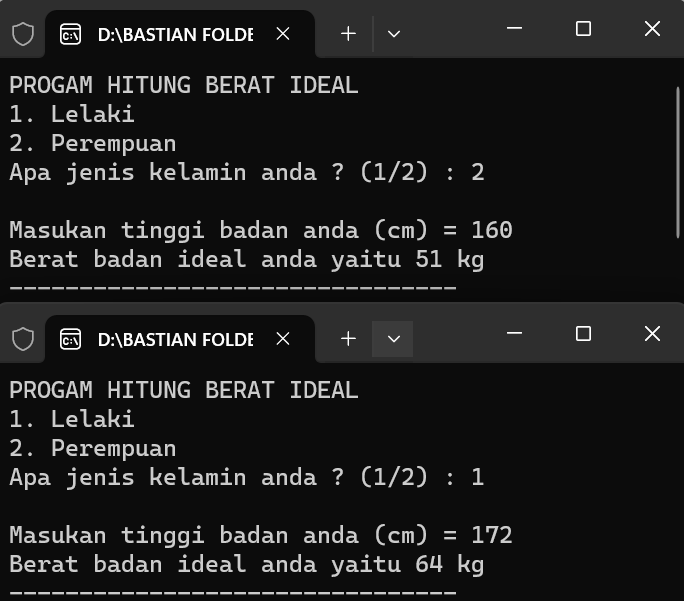 D:\BASTIAN FOLDE
PROGAM HITUNG BERAT IDEAL
1. Lelaki
2. Perempuan
Apa jenis kelamin anda ? (1/2) : 2
Masukan tinggi badan anda (cm) = 160
Berat badan ideal anda yaitu 51 kg
--------------------------------
D:\BASTIAN FOLDE
PROGAM HITUNG BERAT IDEAL
1. Lelaki
2. Perempuan
Apa jenis kelamin anda ? (1/2) : 1
Masukan tinggi badan anda (cm) = 172
Berat badan ideal anda yaitu 64 kg
--------------------------------